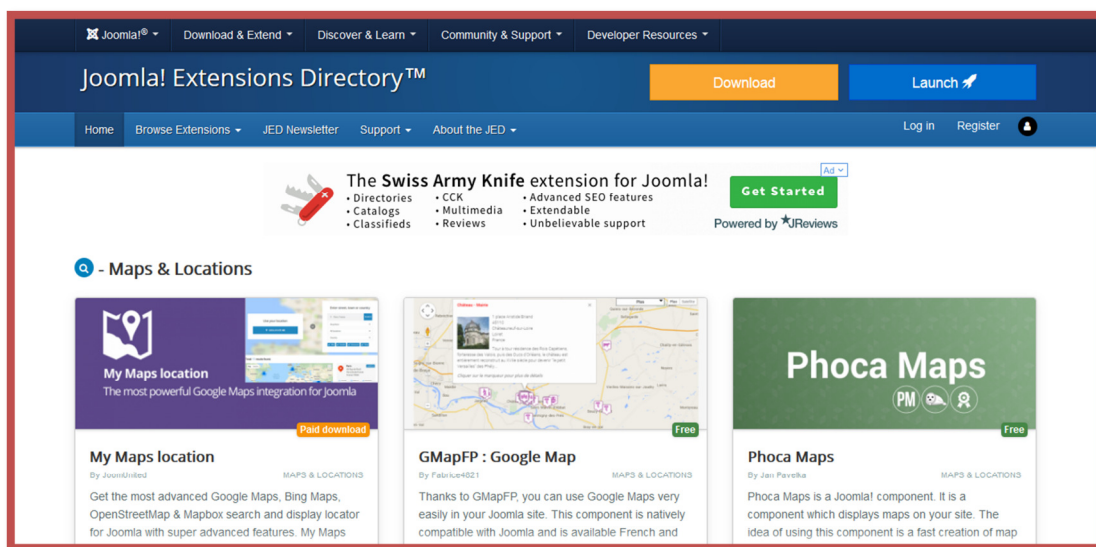 Joomla!® Download & Extend Discover & Learn Community & Support Developer Resources
Joomla! Extensions Directory™
Download
Launch
Home Browse Extensions JED Newsletter Support About the JED Log in Register
Ad
The Swiss Army Knife extension for Joomla!
• Directories • CCK • Advanced SEO features
• Catalogs • Multimedia • Extendable
• Classifieds • Reviews • Unbelievable support
Get Started
Powered by JReviews
- Maps & Locations
My Maps location
The most powerful Google Maps integration for Joomla
Paid download
My Maps location
By JoomUnited MAPS & LOCATIONS
Get the most advanced Google Maps, Bing Maps,
OpenStreetMap & Mapbox search and display locator
for Joomla with super advanced features. My Maps
Free
GMapFP : Google Map
By Fabrice4821 MAPS & LOCATIONS
Thanks to GMapFP, you can use Google Maps very
easily in your Joomla site. This component is natively
compatible with Joomla and is available French and
Phoca Maps
PM
Free
Phoca Maps
By Jan Pavelka MAPS & LOCATIONS
Phoca Maps is a Joomla! component. It is a
component which displays maps on your site. The
idea of using this component is a fast creation of map